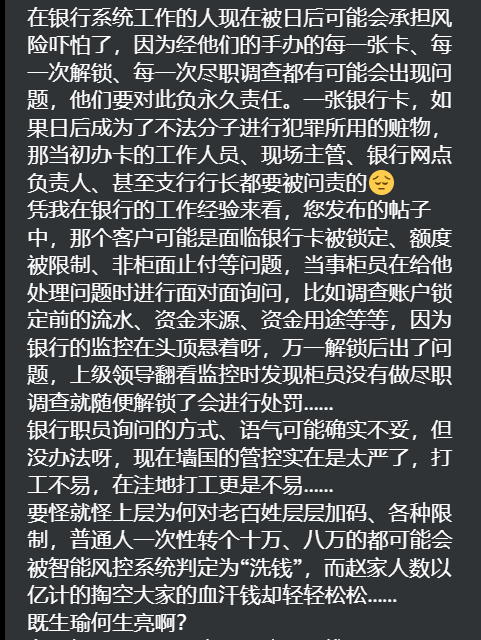 在银行系统工作的人现在被日后可能会承担风
险吓怕了，因为经他们的手办的每一张卡、每
一次解锁、每一次尽职调查都有可能会出现问
题，他们要对此负永久责任。一张银行卡，如
果日后成为了不法分子进行犯罪所用的赃物，
那当初办卡的工作人员、现场主管、银行网点
负责人、甚至支行行长都要被问责的😔
凭我在银行的工作经验来看，您发布的帖子
中，那个客户可能是面临银行卡被锁定、额度
被限制、非柜面止付等问题，当事柜员在给他
处理问题时进行面对面询问，比如调查账户锁
定前的流水、资金来源、资金用途等等，因为
银行的监控在头顶悬着呀，万一解锁后出了问
题，上级领导翻看监控时发现柜员没有做尽职
调查就随便解锁了会进行处罚......
银行职员询问的方式、语气可能确实不妥，但
没办法呀，现在墙国的管控实在是太严了，打
工不易，在洼地打工更是不易......
要怪就怪上层为何对老百姓层层加码、各种限
制，普通人一次性转个十万、八万的都可能会
被智能风控系统判定为“洗钱”，而赵家人数以
亿计的掏空大家的血汗钱却轻轻松松......
既生瑜何生亮啊？